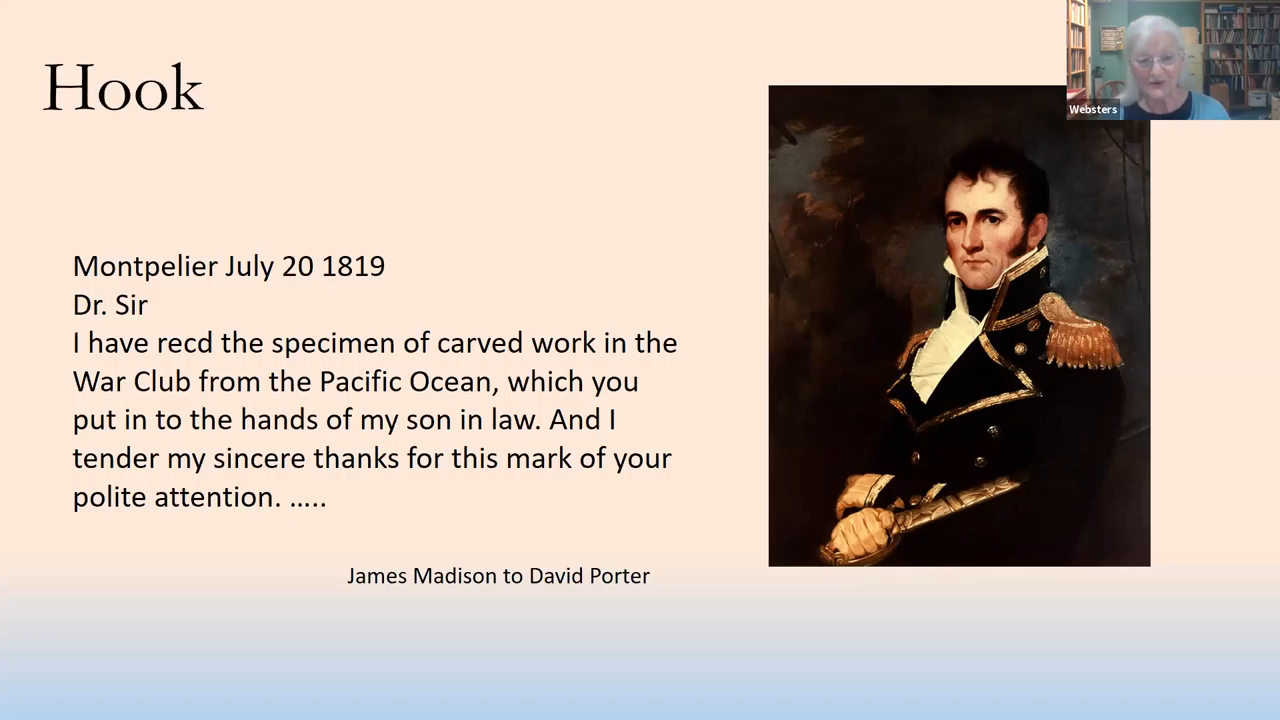 Hook
Websters
Montpelier July 20 1819
Dr. Sir
I have recd the specimen of carved work in the
War Club from the Pacific Ocean, which you
put in to the hands of my son in law. And I
tender my sincere thanks for this mark of your
polite attention. …..
James Madison to David Porter